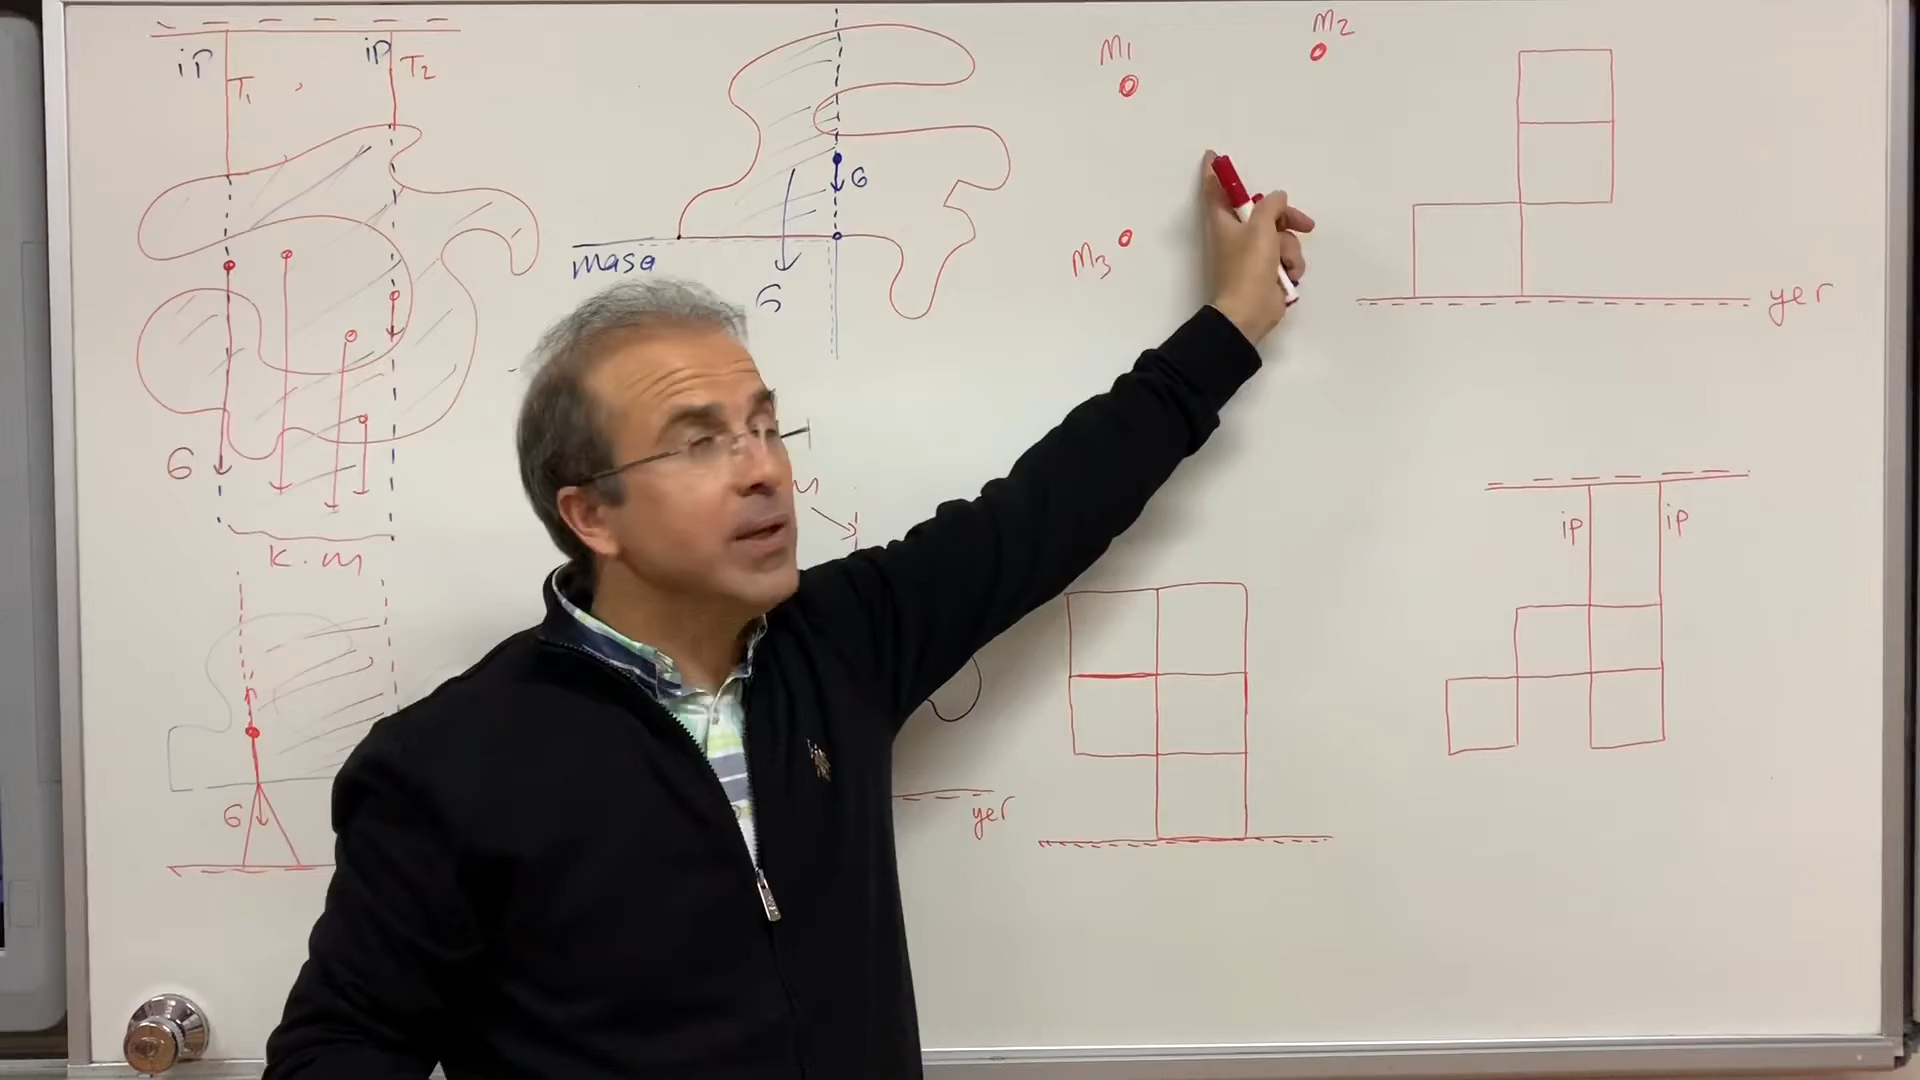 ip
T₁
ip
T₂
G
K.M
G
G
G
masa
M₁
M₂
M₃
yer
ip
ip
yer